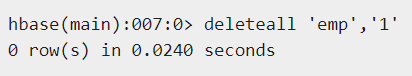 hbase(main):007:0> deleteall 'emp','1'
0 row(s) in 0.0240 seconds